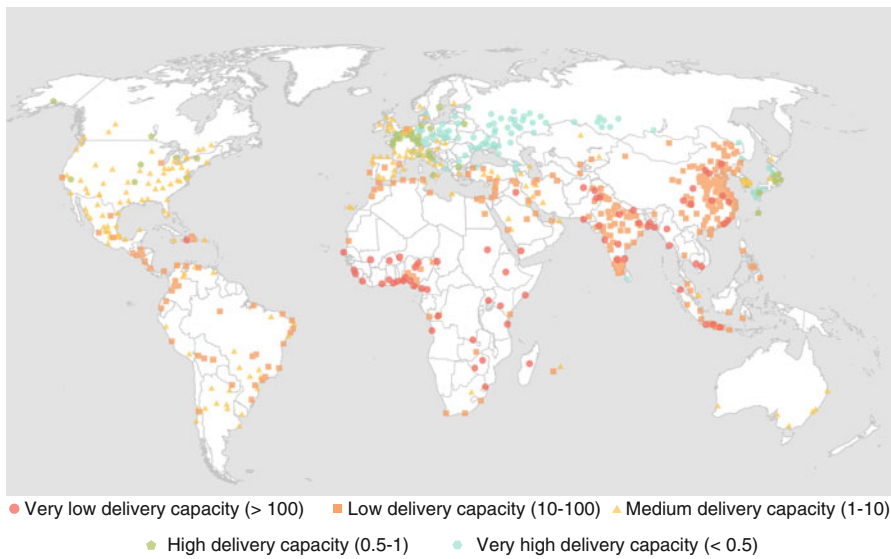 Very low delivery capacity (> 100) Low delivery capacity (10-100) Medium delivery capacity (1-10)
High delivery capacity (0.5-1) Very high delivery capacity (< 0.5)